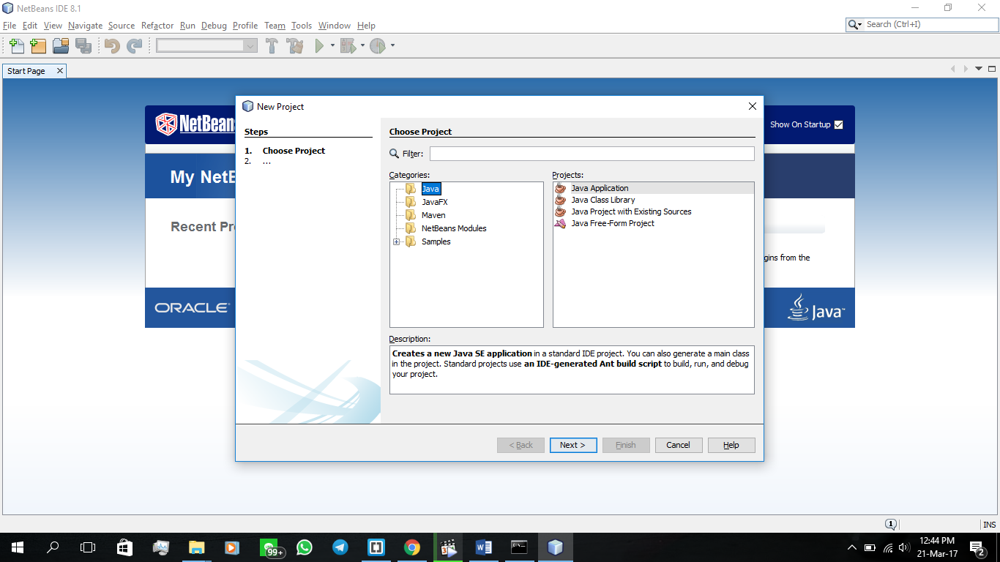 NetBeans IDE 8.1
File Edit View Navigate Source Refactor Run Debug Profile Team Tools Window Help
Search (Ctrl+I)
Start Page
New Project
NetBeans
Show On Startup
Steps
Choose Project
1. Choose Project
2. ...
Filter:
My NetB
Categories:
Projects:
Java
JavaFX
Maven
NetBeans Modules
Samples
Java Application
Java Class Library
Java Project with Existing Sources
Java Free-Form Project
Recent Pr
gins from the
ORACLE
Java™
Description:
Creates a new Java SE application in a standard IDE project. You can also generate a main class
in the project. Standard projects use an IDE-generated Ant build script to build, run, and debug
your project.
< Back
Next >
Finish
Cancel
Help
1
INS
99+
12:44 PM
21-Mar-17
2